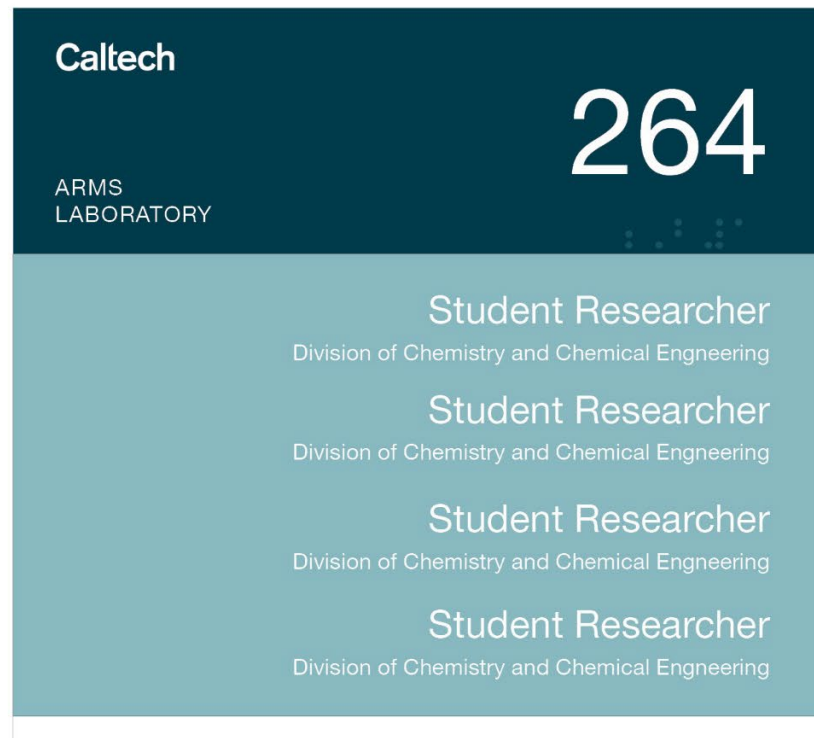 Caltech
264
ARMS
LABORATORY
Student Researcher
Division of Chemistry and Chemical Engneering
Student Researcher
Division of Chemistry and Chemical Engneering
Student Researcher
Division of Chemistry and Chemical Engneering
Student Researcher
Division of Chemistry and Chemical Engneering